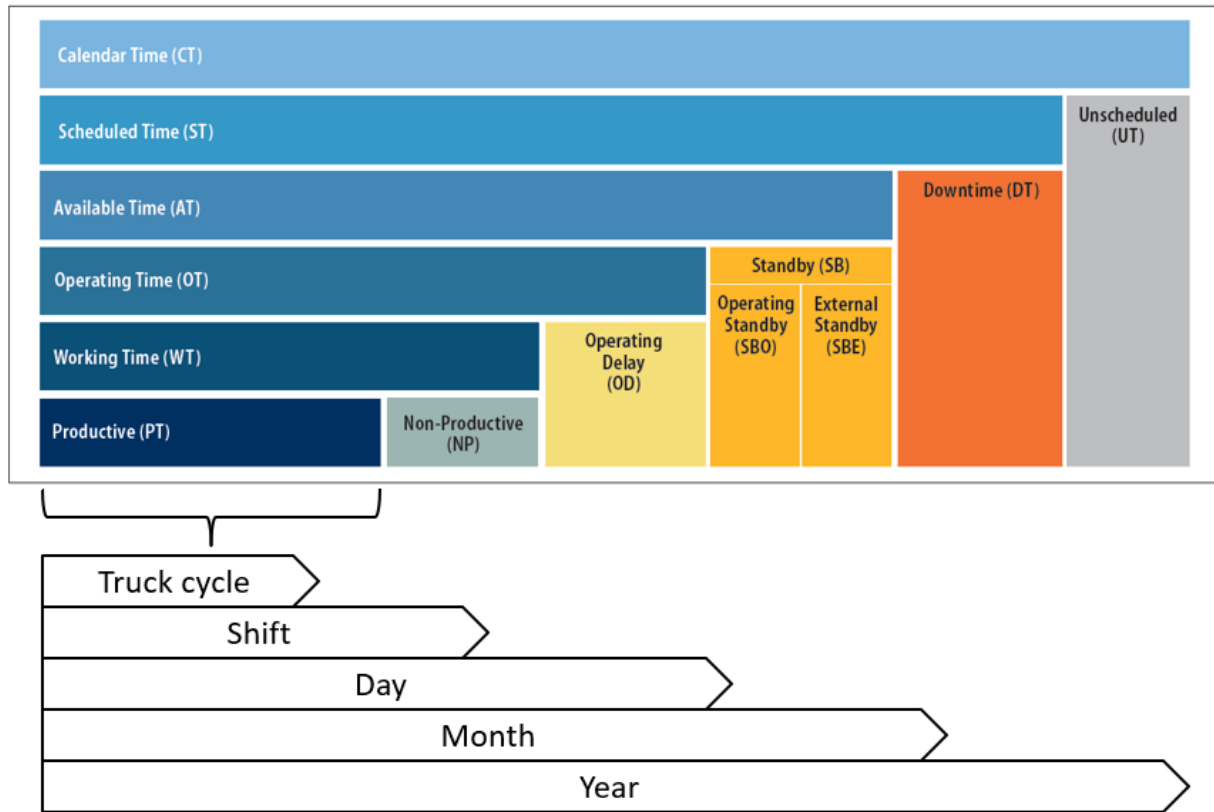 Calendar Time (CT)
Scheduled Time (ST)
Unscheduled
(UT)
Available Time (AT)
Downtime (DT)
Operating Time (OT)
Standby (SB)
Operating
Standby
(SBO)
External
Standby
(SBE)
Working Time (WT)
Operating
Delay
(OD)
Productive (PT)
Non-Productive
(NP)
Truck cycle
Shift
Day
Month
Year